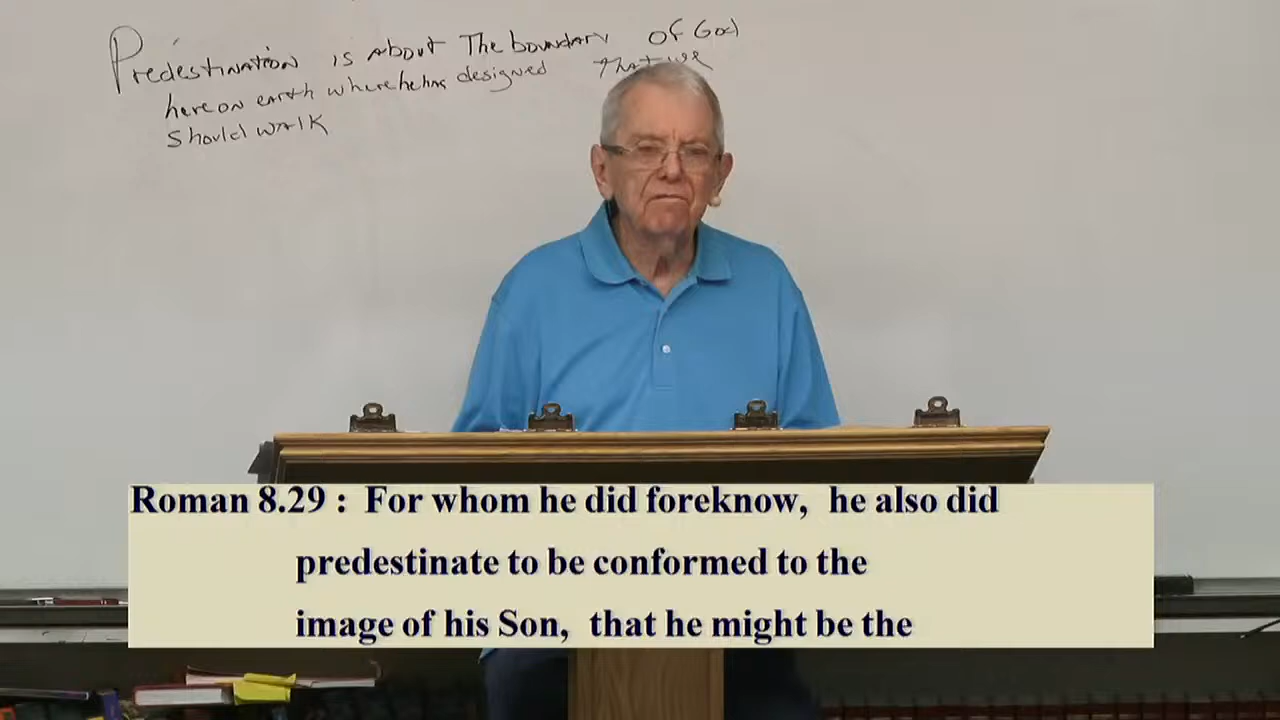 Predestination is about The boundary of God
here on earth where he has designed that we
should walk
Roman 8.29 : For whom he did foreknow, he also did
predestinate to be conformed to the
image of his Son, that he might be the